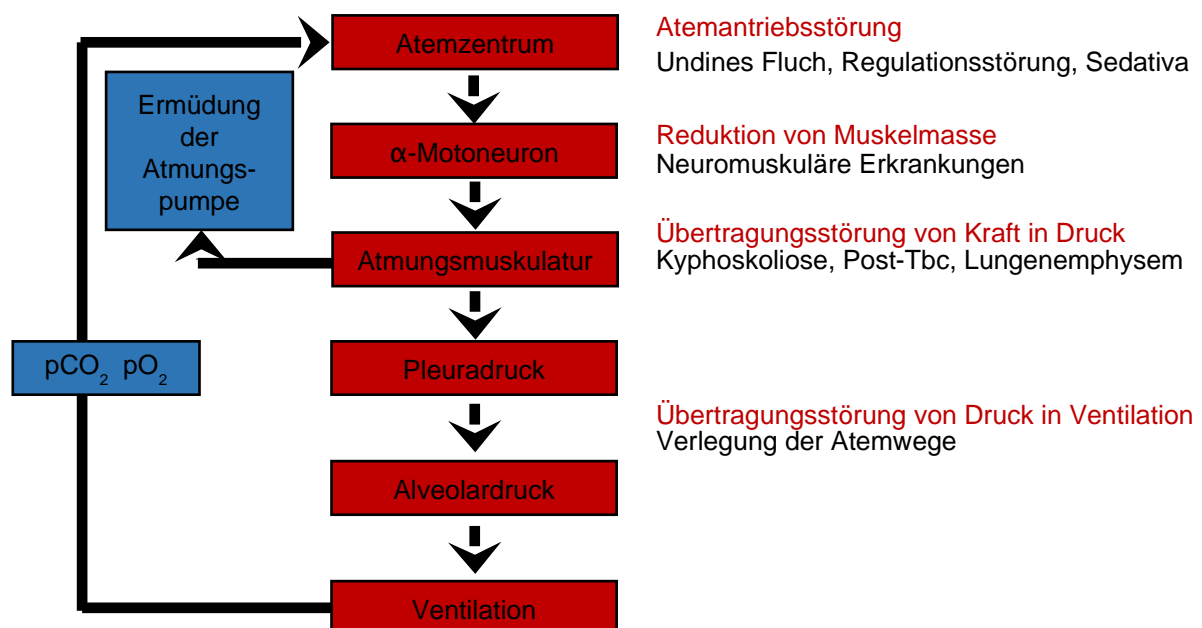 Atemzentrum
Atemantriebsstörung
Undines Fluch, Regulationsstörung, Sedativa
Ermüdung
der
Atmungs-
pumpe
α-Motoneuron
Reduktion von Muskelmasse
Neuromuskuläre Erkrankungen
Atmungsmuskulatur
Übertragungsstörung von Kraft in Druck
Kyphoskoliose, Post-Tbc, Lungenemphysem
pCO₂ pO₂
Pleuradruck
Übertragungsstörung von Druck in Ventilation
Verlegung der Atemwege
Alveolardruck
Ventilation